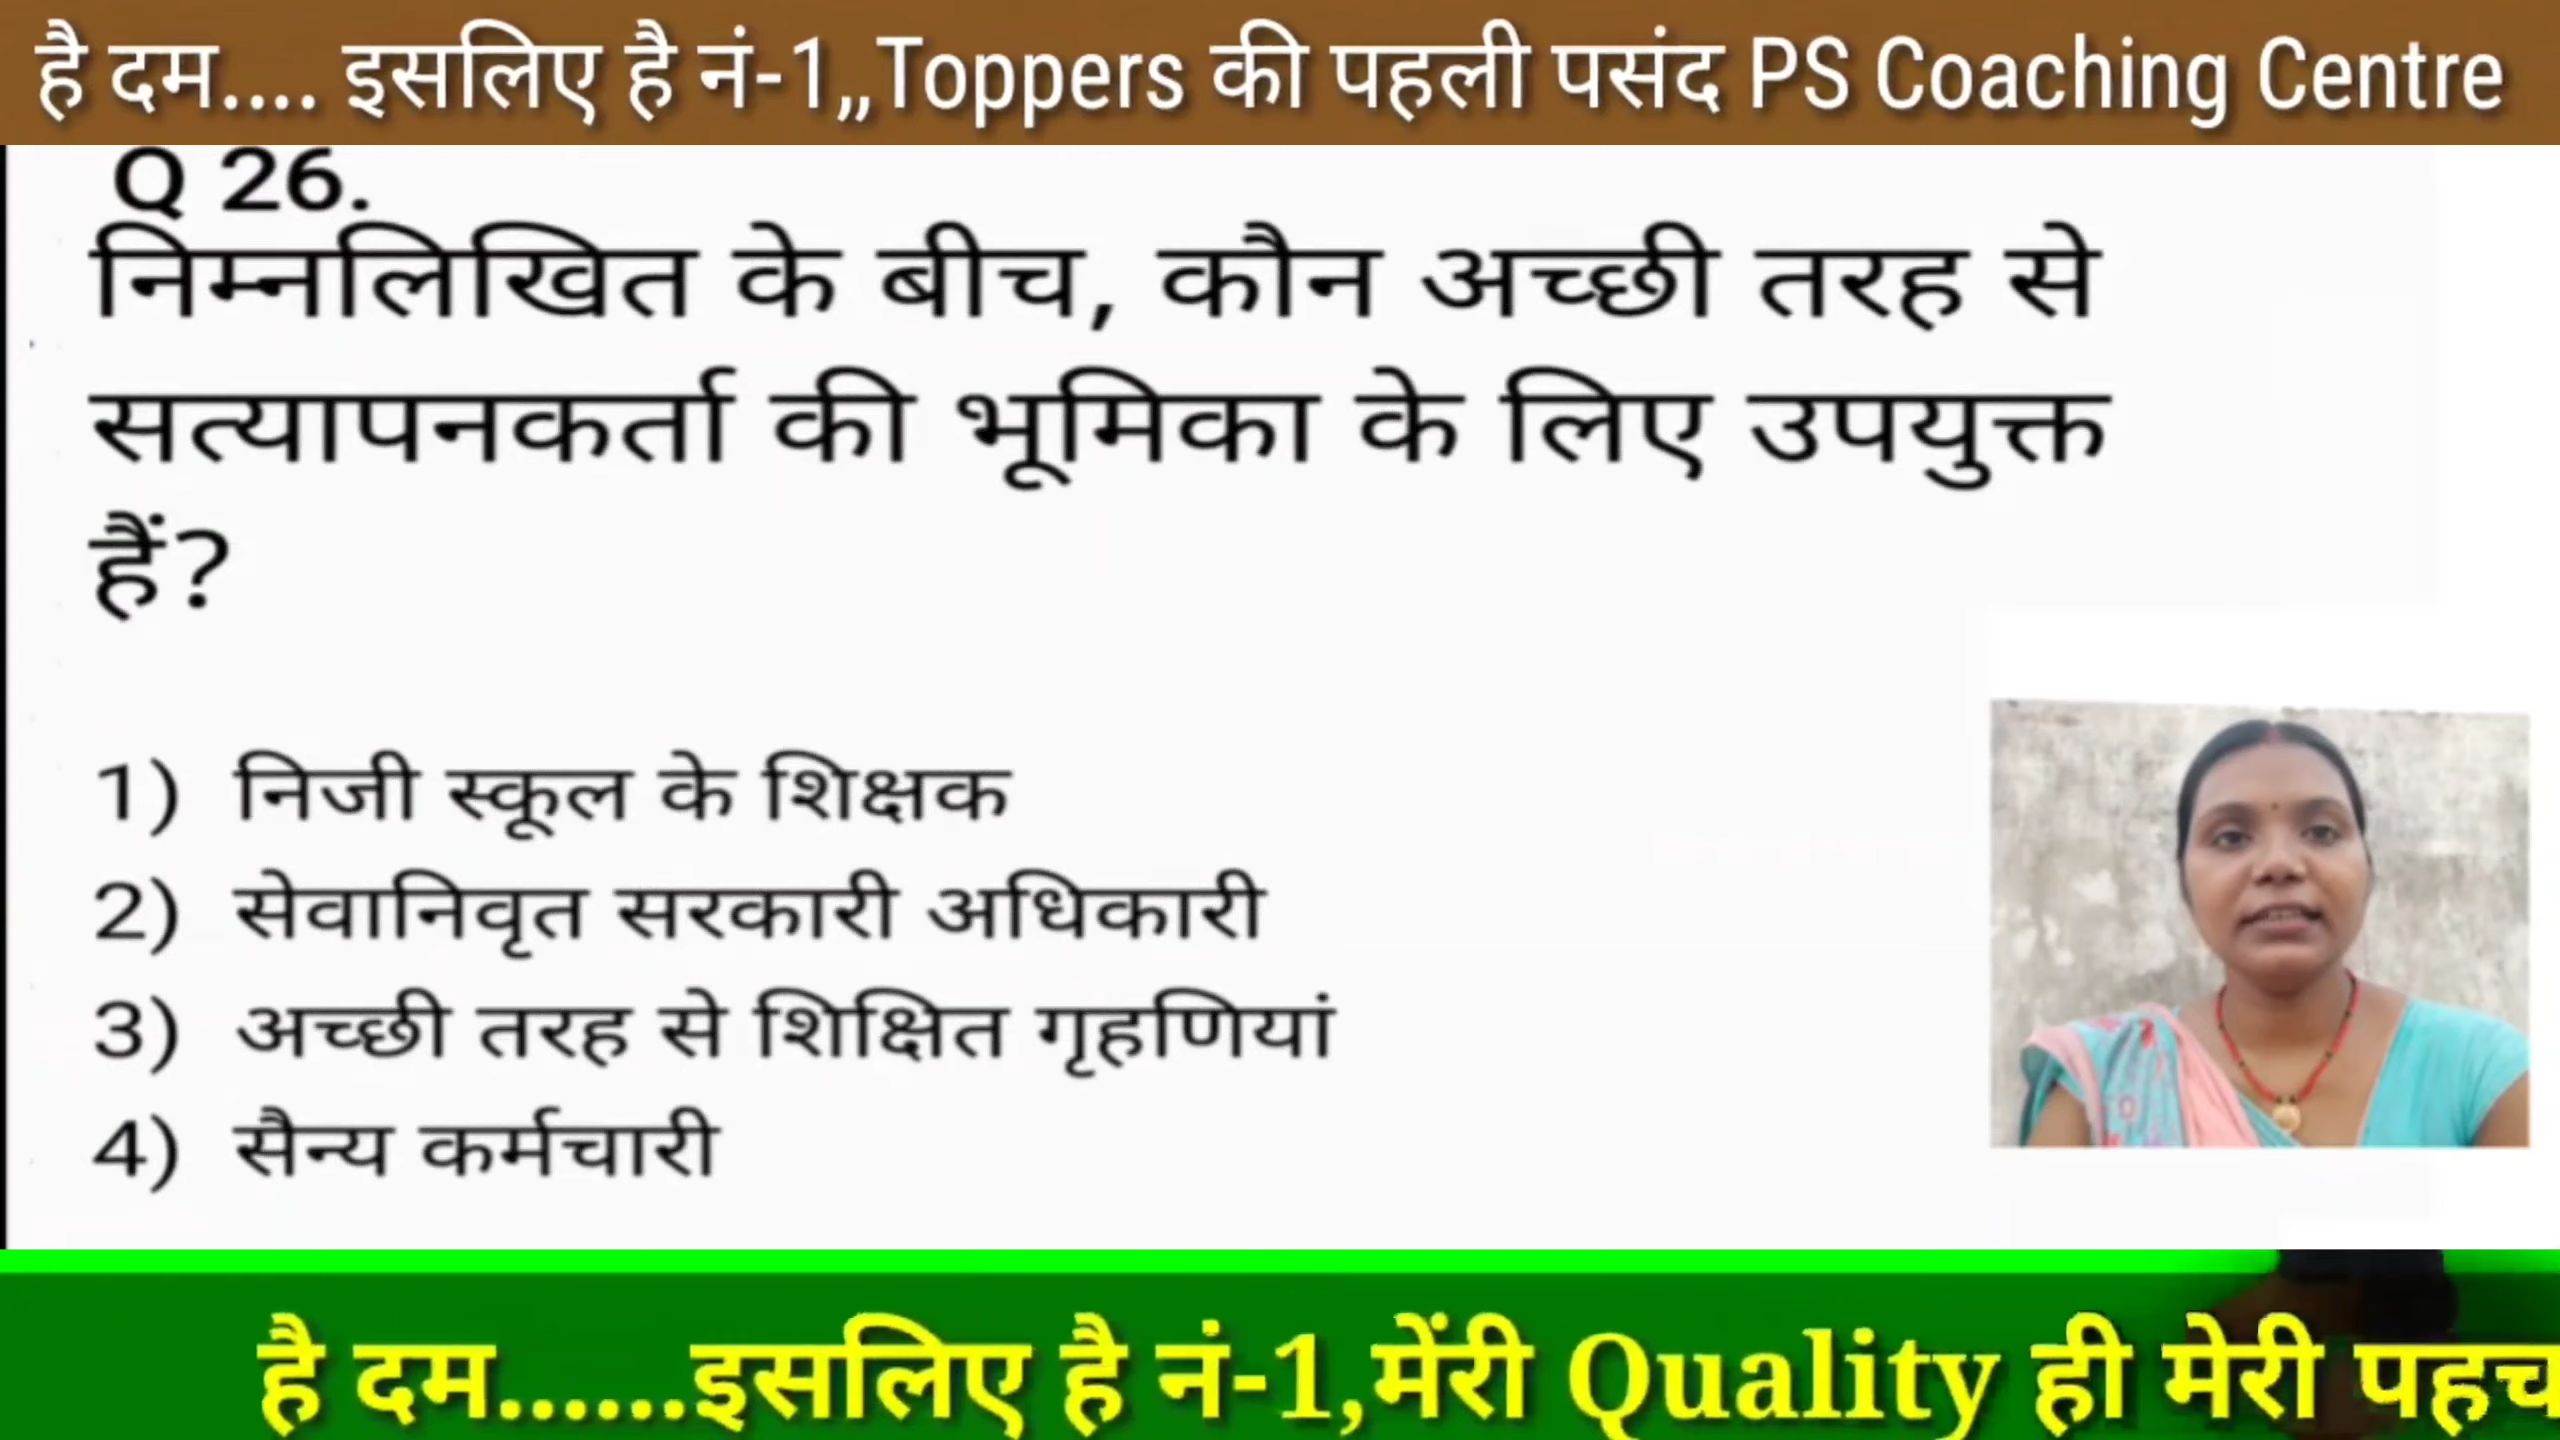 है दम.... इसलिए है नं-1,,Toppers की पहली पसंद PS Coaching Centre
Q 26.
निम्नलिखित के बीच, कौन अच्छी तरह से
सत्यापनकर्ता की भूमिका के लिए उपयुक्त
हैं?
1) निजी स्कूल के शिक्षक
2) सेवानिवृत सरकारी अधिकारी
3) अच्छी तरह से शिक्षित गृहणियां
4) सैन्य कर्मचारी
है दम......इसलिए है नं-1,मेंरी Quality ही मेरी पहच